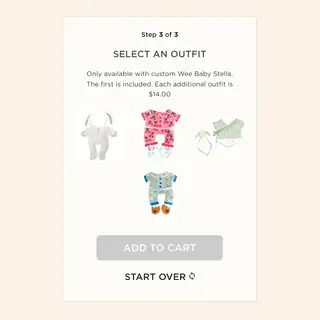 Step 3 of 3
SELECT AN OUTFIT
Only available with custom Wee Baby Stella.
The first is included. Each additional outfit is
$14.00
ADD TO CART
START OVER